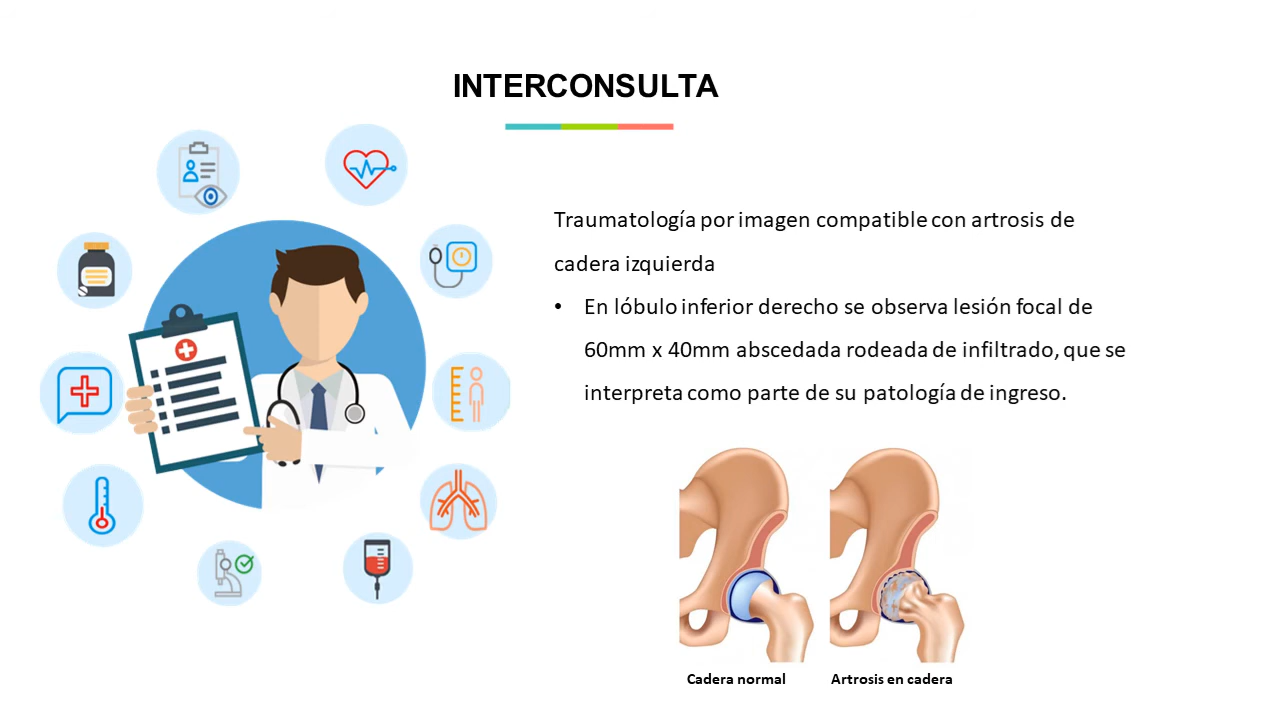 INTERCONSULTA
Traumatología por imagen compatible con artrosis de
cadera izquierda
• En lóbulo inferior derecho se observa lesión focal de
60mm x 40mm abscedada rodeada de infiltrado, que se
interpreta como parte de su patología de ingreso.
Cadera normal
Artrosis en cadera